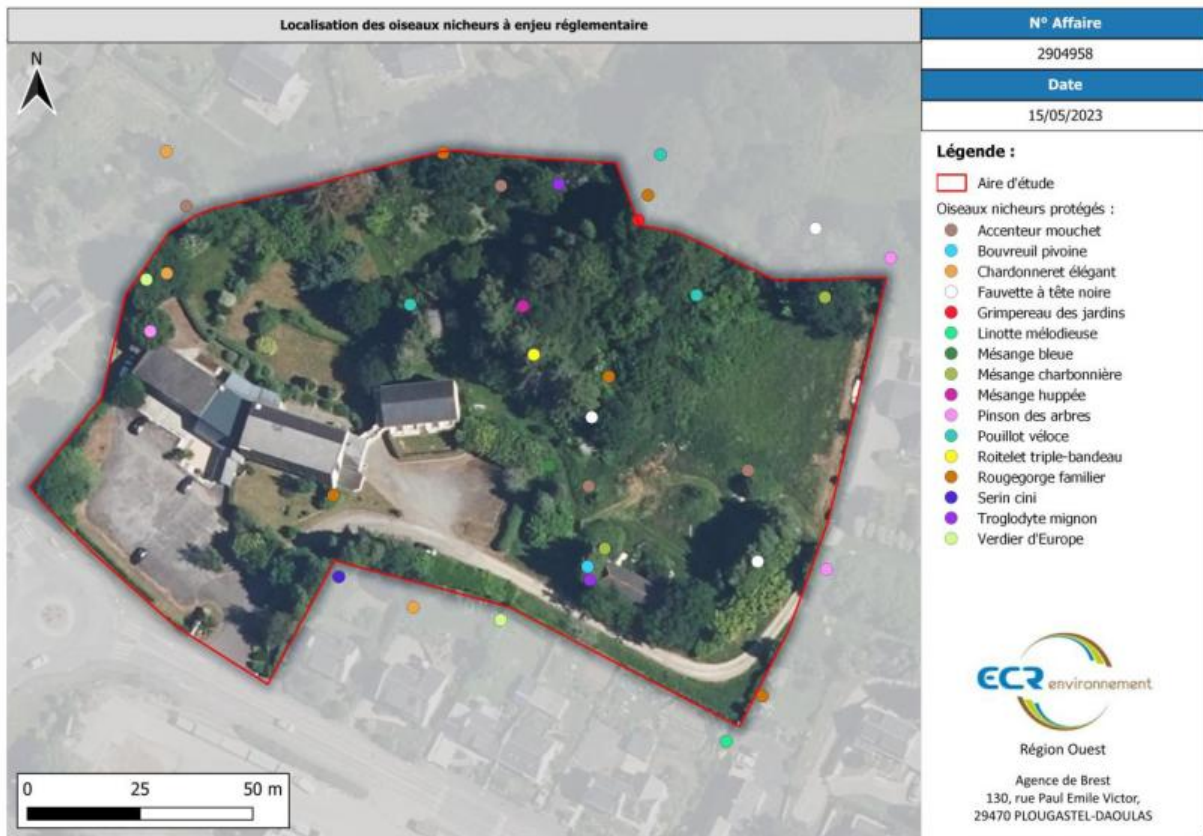 Localisation des oiseaux nicheurs à enjeu réglementaire
N° Affaire
2904958
Date
15/05/2023
N
Légende :
Aire d'étude
Oiseaux nicheurs protégés :
Accenteur mouchet
Bouvreuil pivoine
Chardonneret élégant
Fauvette à tête noire
Grimpereau des jardins
Linotte mélodieuse
Mésange bleue
Mésange charbonnière
Mésange huppée
Pinson des arbres
Pouillot véloce
Roitelet triple-bandeau
Rougegorge familier
Serin cini
Troglodyte mignon
Verdier d'Europe
ECR environnement
Région Ouest
Agence de Brest
130, rue Paul Emile Victor,
29470 PLOUGASTEL-DAOULAS
0 25 50 m